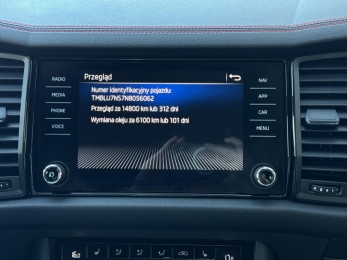 Przegląd
RADIO
NAV
MEDIA
APP
PHONE
CAR
VOICE
MENU
Numer identyfikacyjny pojazdu:
TMBLU7NS7N8056062
Przegląd za 14800 km lub 312 dni
Wymiana oleju za 6100 km lub 101 dni